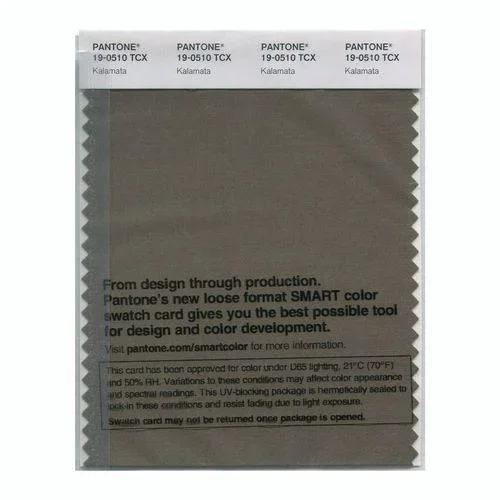 PANTONE® PANTONE® PANTONE® PANTONE®
19-0510 TCX 19-0510 TCX 19-0510 TCX 19-0510 TCX
Kalamata Kalamata Kalamata Kalamata
From design through production.
Pantone's new loose format SMART color
swatch card gives you the best possible tool
for design and color development.
Visit pantone.com/smartcolor for more information.
This card has been approved for color under D65 lighting, 21°C (70°F)
and 50% RH. Variations to these conditions may affect color appearance
and spectral readings. This UV-blocking package is hermetically sealed to
lock-in these conditions and resist fading due to light exposure.
Swatch card may not be returned once package is opened.